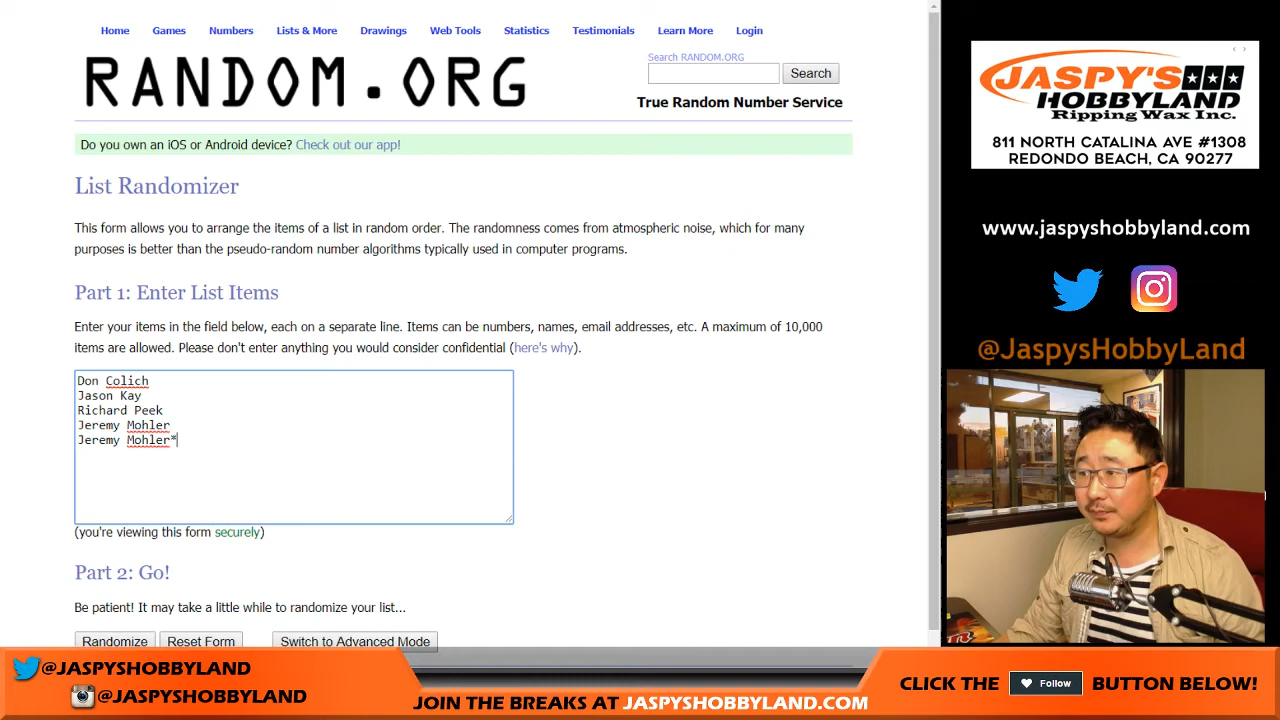 Home Games Numbers Lists & More Drawings Web Tools Statistics Testimonials Learn More Login
RANDOM.ORG
Search RANDOM.ORG
Search
True Random Number Service
Do you own an iOS or Android device? Check out our app!
List Randomizer
This form allows you to arrange the items of a list in random order. The randomness comes from atmospheric noise, which for many
purposes is better than the pseudo-random number algorithms typically used in computer programs.
Part 1: Enter List Items
Enter your items in the field below, each on a separate line. Items can be numbers, names, email addresses, etc. A maximum of 10,000
items are allowed. Please don't enter anything you would consider confidential (here's why).
Don Colich
Jason Kay
Richard Peek
Jeremy Mohler
Jeremy Mohler*
(you're viewing this form securely)
Part 2: Go!
Be patient! It may take a little while to randomize your list...
Randomize Reset Form Switch to Advanced Mode
JASPY'S
HOBBYLAND
Ripping Wax Inc.
811 NORTH CATALINA AVE #1308
REDONDO BEACH, CA 90277
www.jaspyshobbyland.com
@JaspysHobbyLand
@JASPYSHOBBYLAND
@JASPYSHOBBYLAND
JOIN THE BREAKS AT JASPYSHOBBYLAND.COM
CLICK THE Follow BUTTON BELOW!